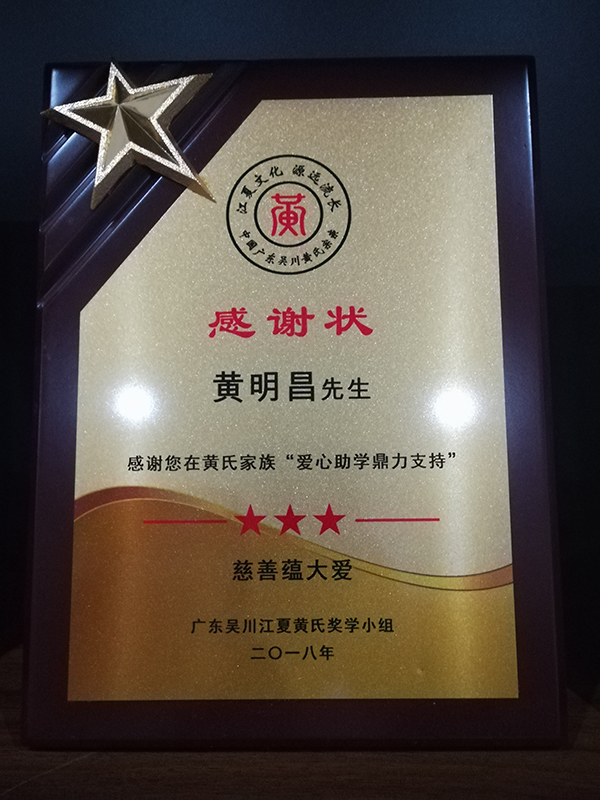 江夏文化 源远流长
黄
中国广东吴川黄氏宗亲
感谢状
黄明昌先生
感谢您在黄氏家族“爱心助学鼎力支持”
慈善蕴大爱
广东吴川江夏黄氏奖学小组
二〇一八年